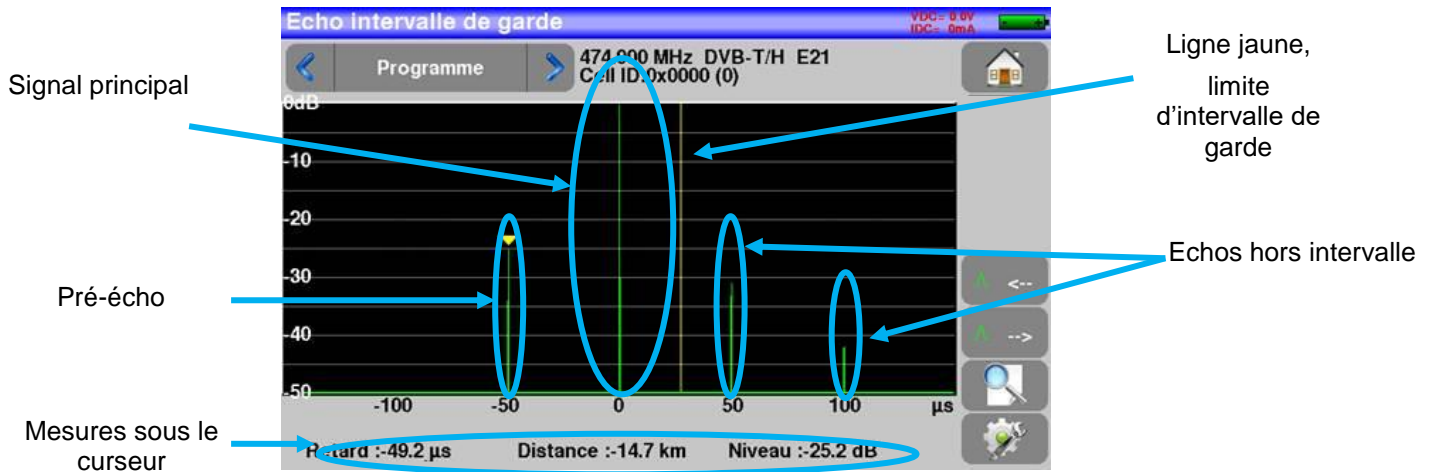 Echo intervalle de garde
VDC= 0.0V
IDC= 0mA
Programme
474.000 MHz DVB-T/H E21
Cell ID:0x0000 (0)
Ligne jaune,
limite
d'intervalle de
garde
Signal principal
0dB
-10
-20
-30
-40
-50
Echos hors intervalle
Pré-écho
<--
-->
-100
-50
0
50
100
µs
Mesures sous le
curseur
Retard :-49.2 µs
Distance :-14.7 km
Niveau :-25.2 dB